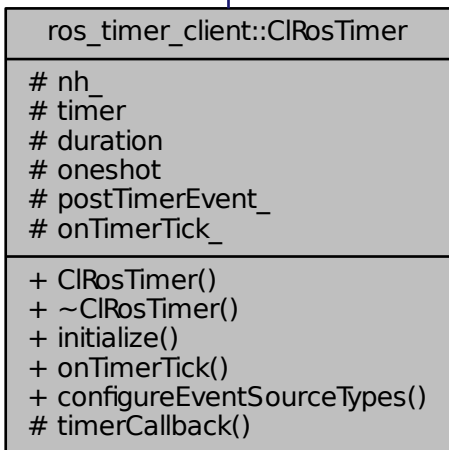 ros_timer_client::ClRosTimer
# nh_
# timer
# duration
# oneshot
# postTimerEvent_
# onTimerTick_
+ ClRosTimer()
+ ~ClRosTimer()
+ initialize()
+ onTimerTick()
+ configureEventSourceTypes()
# timerCallback()